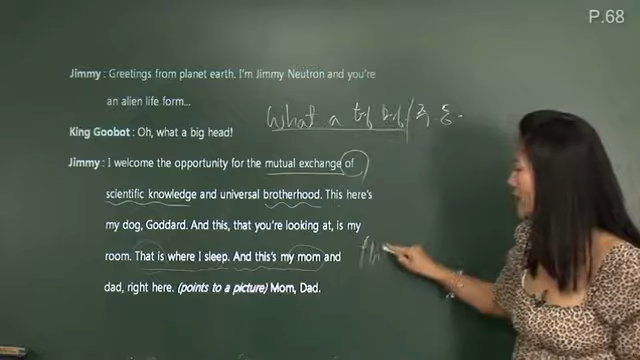 P.68
Jimmy : Greetings from planet earth. I'm Jimmy Neutron and you're
an alien life form...
What a
King Goobot : Oh, what a big head!
Jimmy : I welcome the opportunity for the mutual exchange of
scientific knowledge and universal brotherhood. This here's
my dog, Goddard. And this, that you're looking at, is my
room. That is where I sleep. And this's my mom and
dad, right here. (points to a picture) Mom, Dad.